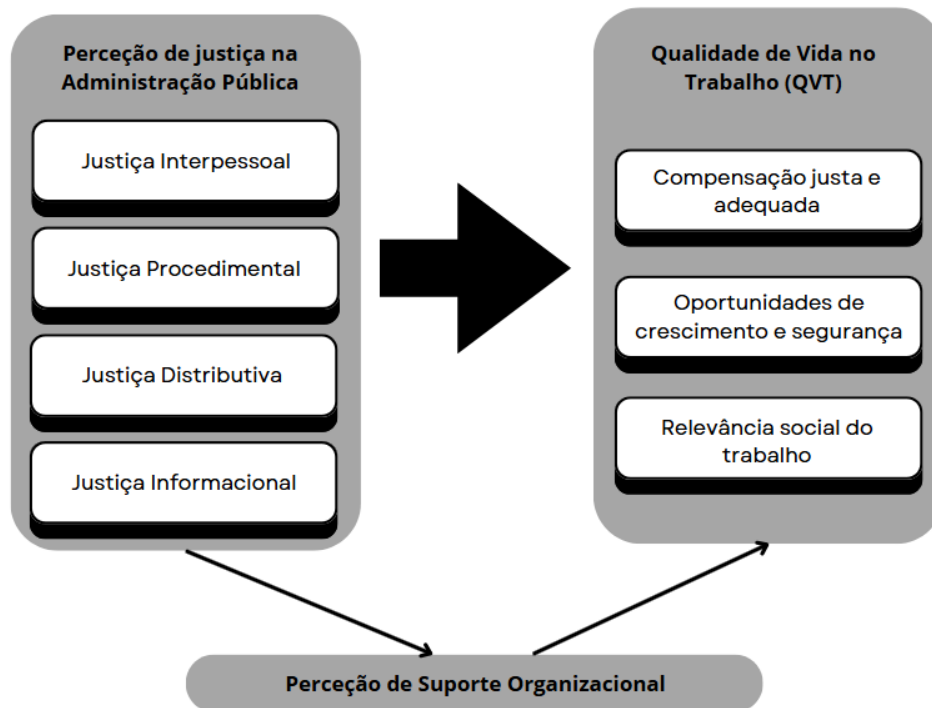 Perceção de justiça na
Administração Pública
Justiça Interpessoal
Justiça Procedimental
Justiça Distributiva
Justiça Informacional
Qualidade de Vida no
Trabalho (QVT)
Compensação justa e
adequada
Oportunidades de
crescimento e segurança
Relevância social do
trabalho
Perceção de Suporte Organizacional